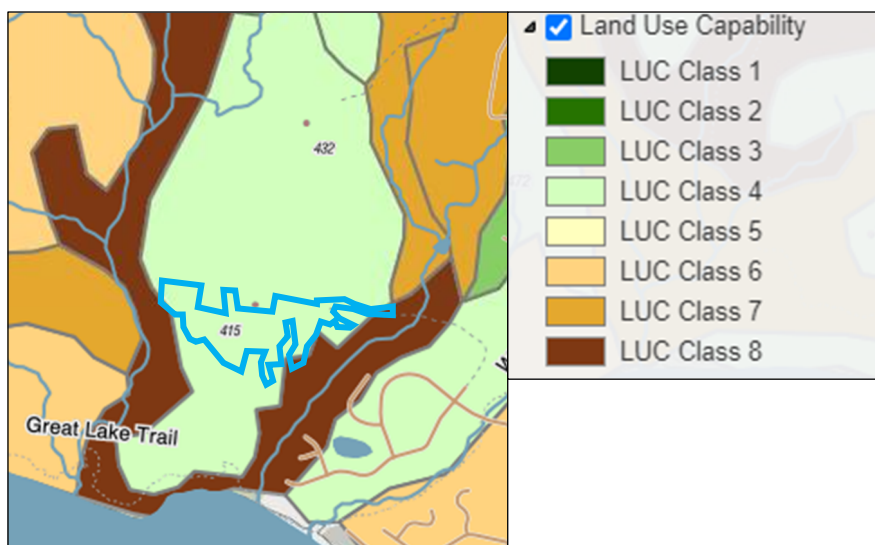 432
415
Great Lake Trail
W
Land Use Capability
LUC Class 1
LUC Class 2
LUC Class 3
LUC Class 4
472
LUC Class 5
LUC Class 6
LUC Class 7
LUC Class 8